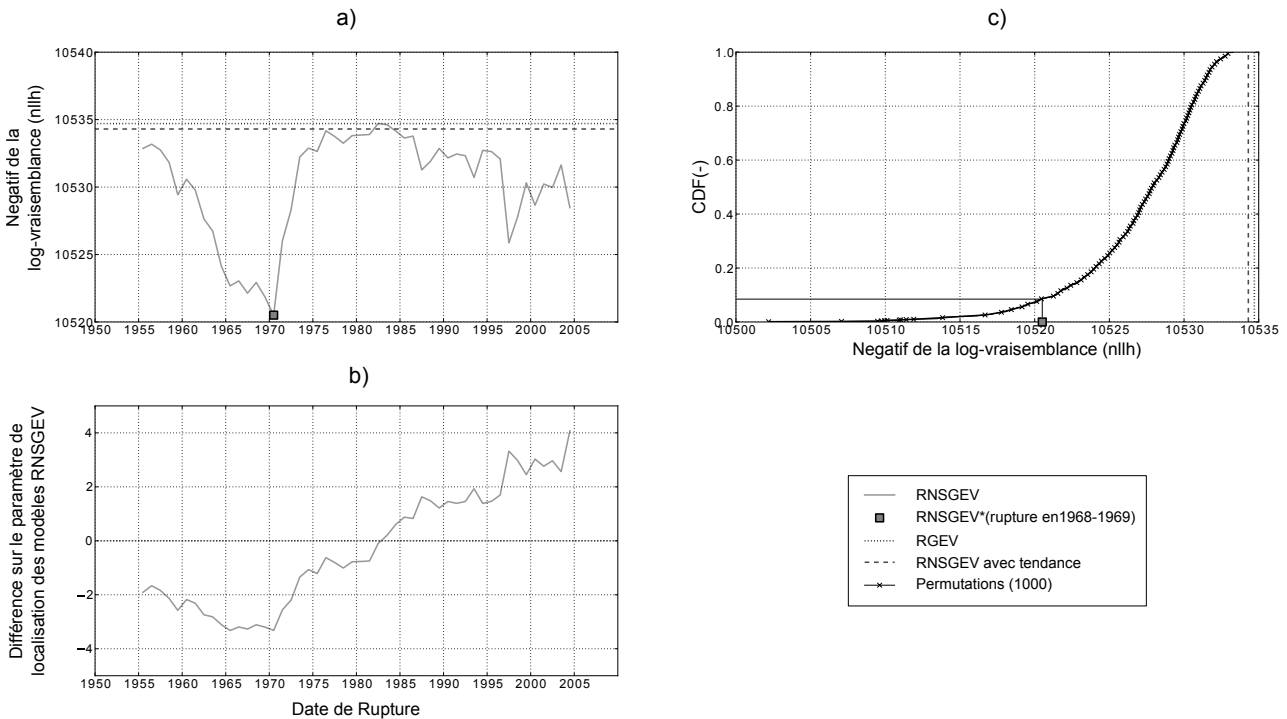 a)
Negatif de la
log-vraisemblance (nllh)
10540
10535
10530
10525
10520
1950 1955 1960 1965 1970 1975 1980 1985 1990 1995 2000 2005
b)
Différence sur le paramètre de
localisation des modèles RNSGEV
4
2
0
−2
−4
1950 1955 1960 1965 1970 1975 1980 1985 1990 1995 2000 2005
Date de Rupture
c)
CDF(-)
1.0
0.8
0.6
0.4
0.2
0.0
10500 10505 10510 10515 10520 10525 10530 10535
Negatif de la log-vraisemblance (nllh)
RNSGEV
RNSGEV*(rupture en1968-1969)
RGEV
RNSGEV avec tendance
Permutations (1000)